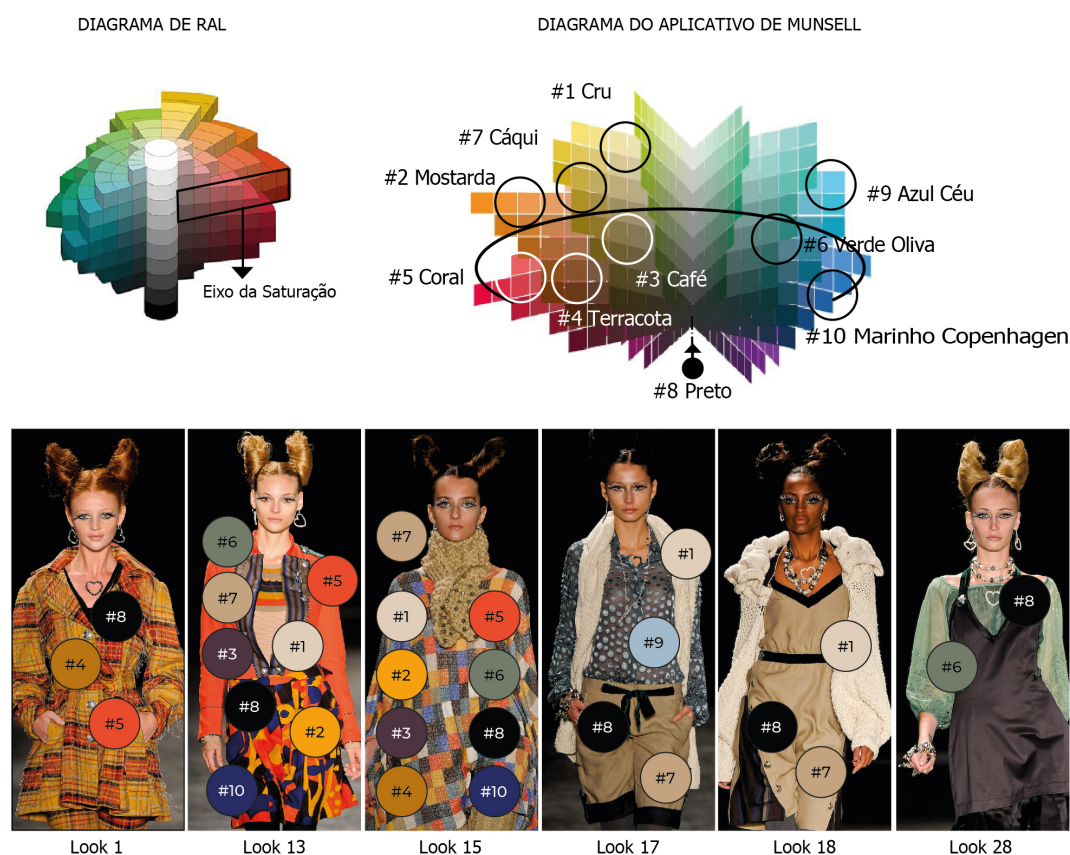 DIAGRAMA DE RAL
DIAGRAMA DO APLICATIVO DE MUNSELL
#1 Cru
#7 Cáqui
#2 Mostarda
#9 Azul Céu
#6 Verde Oliva
#5 Coral
#3 Café
Eixo da Saturação
#4 Terracota
#10 Marinho Copenhagen
#8 Preto
#8
#4
#5
Look 1
#6
#5
#7
#3
#1
#8
#2
#10
Look 13
#7
#1
#5
#2
#6
#3
#8
#4
#10
Look 15
#1
#9
#8
#7
Look 17
#1
#8
#7
Look 18
#8
#6
Look 28